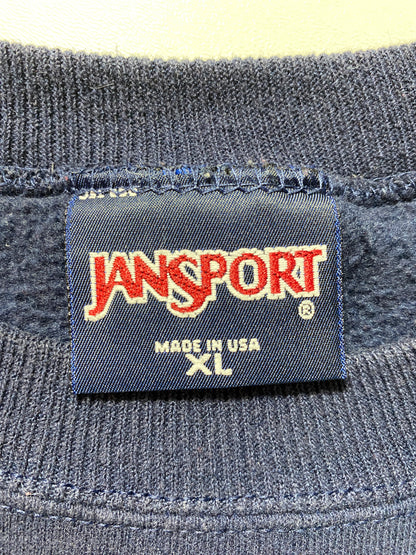 JANSPORT
®
MADE IN USA
XL